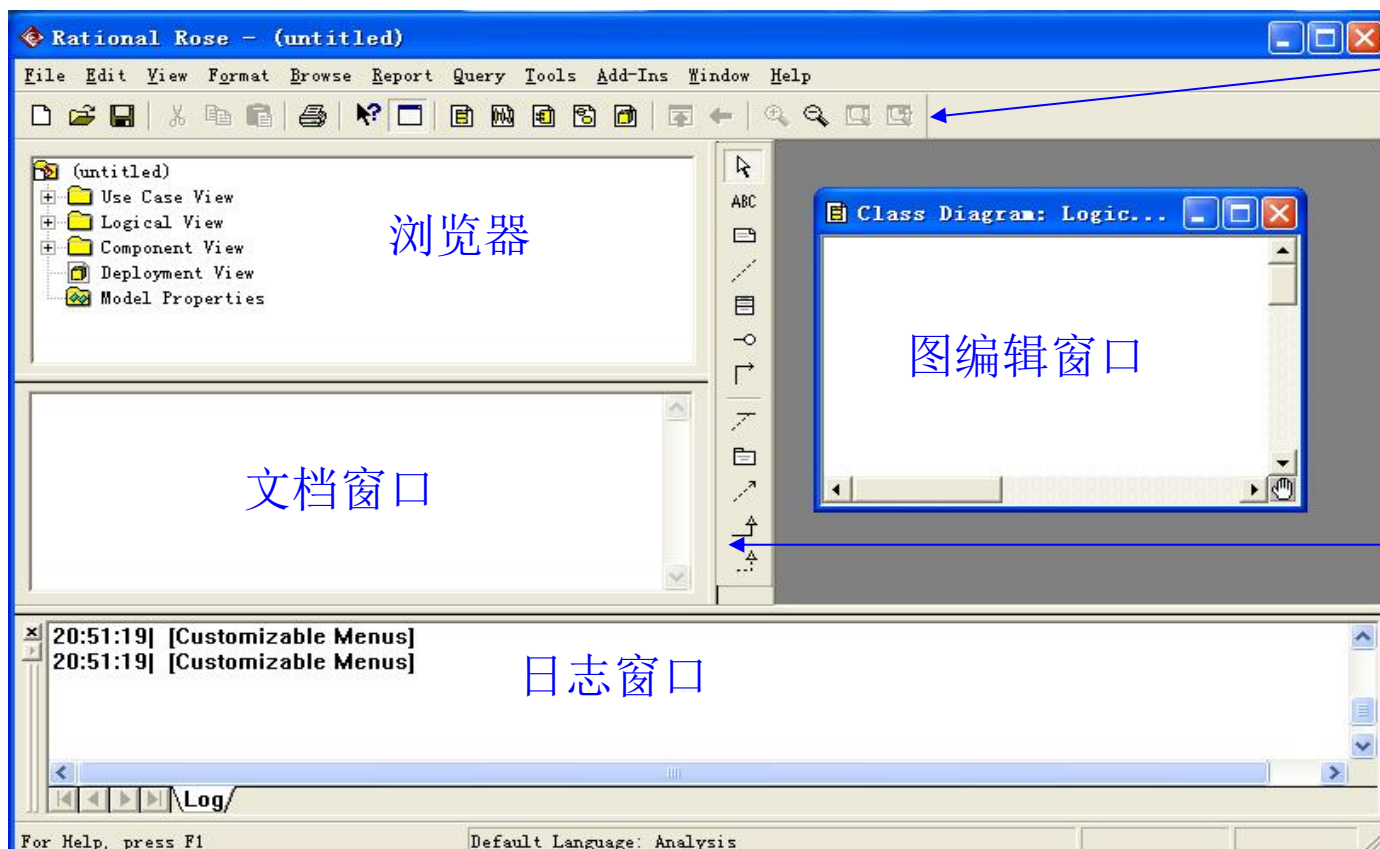 Rational Rose - (untitled)
File Edit View Format Browse Report Query Tools Add-Ins Window Help
(untitled)
Use Case View
Logical View
Component View
Deployment View
Model Properties
浏览器
ABC
Class Diagram: Logic...
图编辑窗口
文档窗口
20:51:19| [Customizable Menus]
20:51:19| [Customizable Menus]
日志窗口
Log
For Help, press F1
Default Language: Analysis